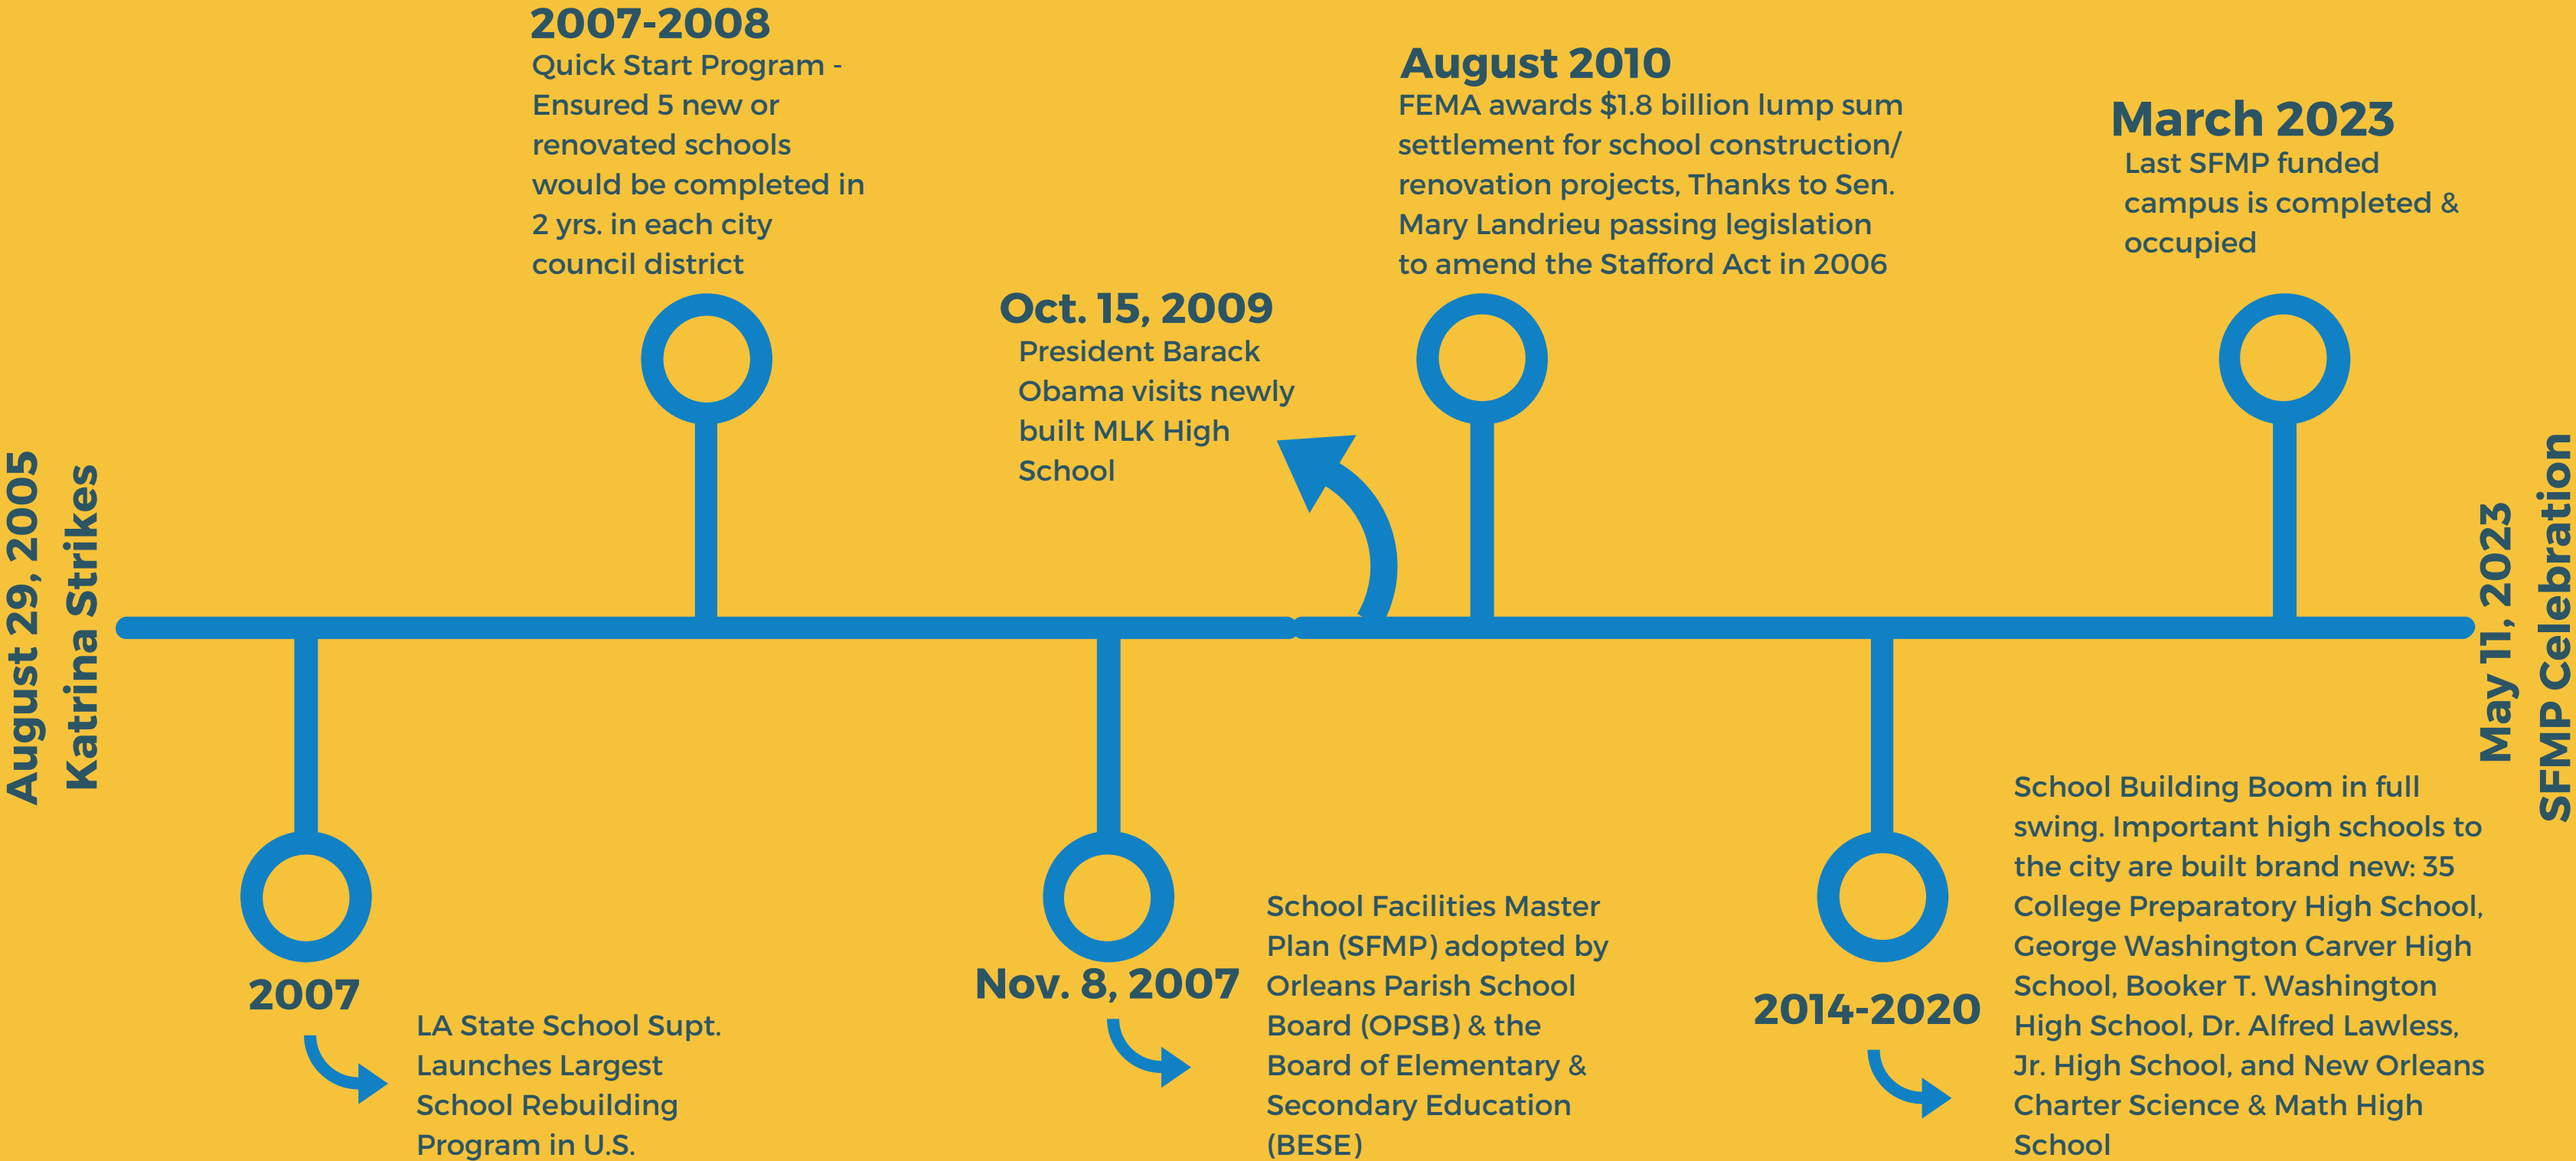 August 29, 2005
Katrina Strikes
2007
LA State School Supt.
Launches Largest
School Rebuilding
Program in U.S.
2007-2008
Quick Start Program -
Ensured 5 new or
renovated schools
would be completed in
2 yrs. in each city
council district
Nov. 8, 2007
School Facilities Master
Plan (SFMP) adopted by
Orleans Parish School
Board (OPSB) & the
Board of Elementary &
Secondary Education
(BESE)
Oct. 15, 2009
President Barack
Obama visits newly
built MLK High
School
August 2010
FEMA awards $1.8 billion lump sum
settlement for school construction/
renovation projects, Thanks to Sen.
Mary Landrieu passing legislation
to amend the Stafford Act in 2006
2014-2020
School Building Boom in full
swing. Important high schools to
the city are built brand new: 35
College Preparatory High School,
George Washington Carver High
School, Booker T. Washington
High School, Dr. Alfred Lawless,
Jr. High School, and New Orleans
Charter Science & Math High
School
March 2023
Last SFMP funded
campus is completed &
occupied
May 11, 2023
SFMP Celebration